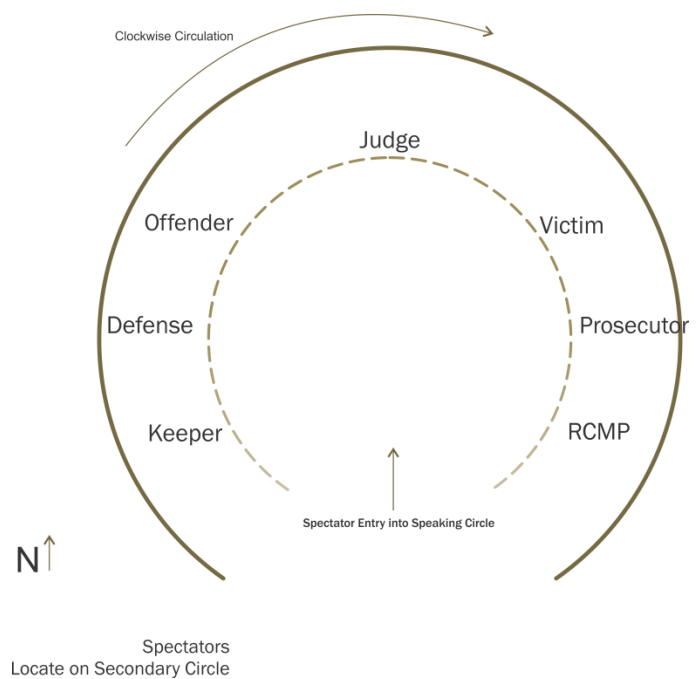 Clockwise Circulation
Judge
Offender
Victim
Defense
Prosecutor
Keeper
RCMP
Spectator Entry into Speaking Circle
N
Spectators
Locate on Secondary Circle